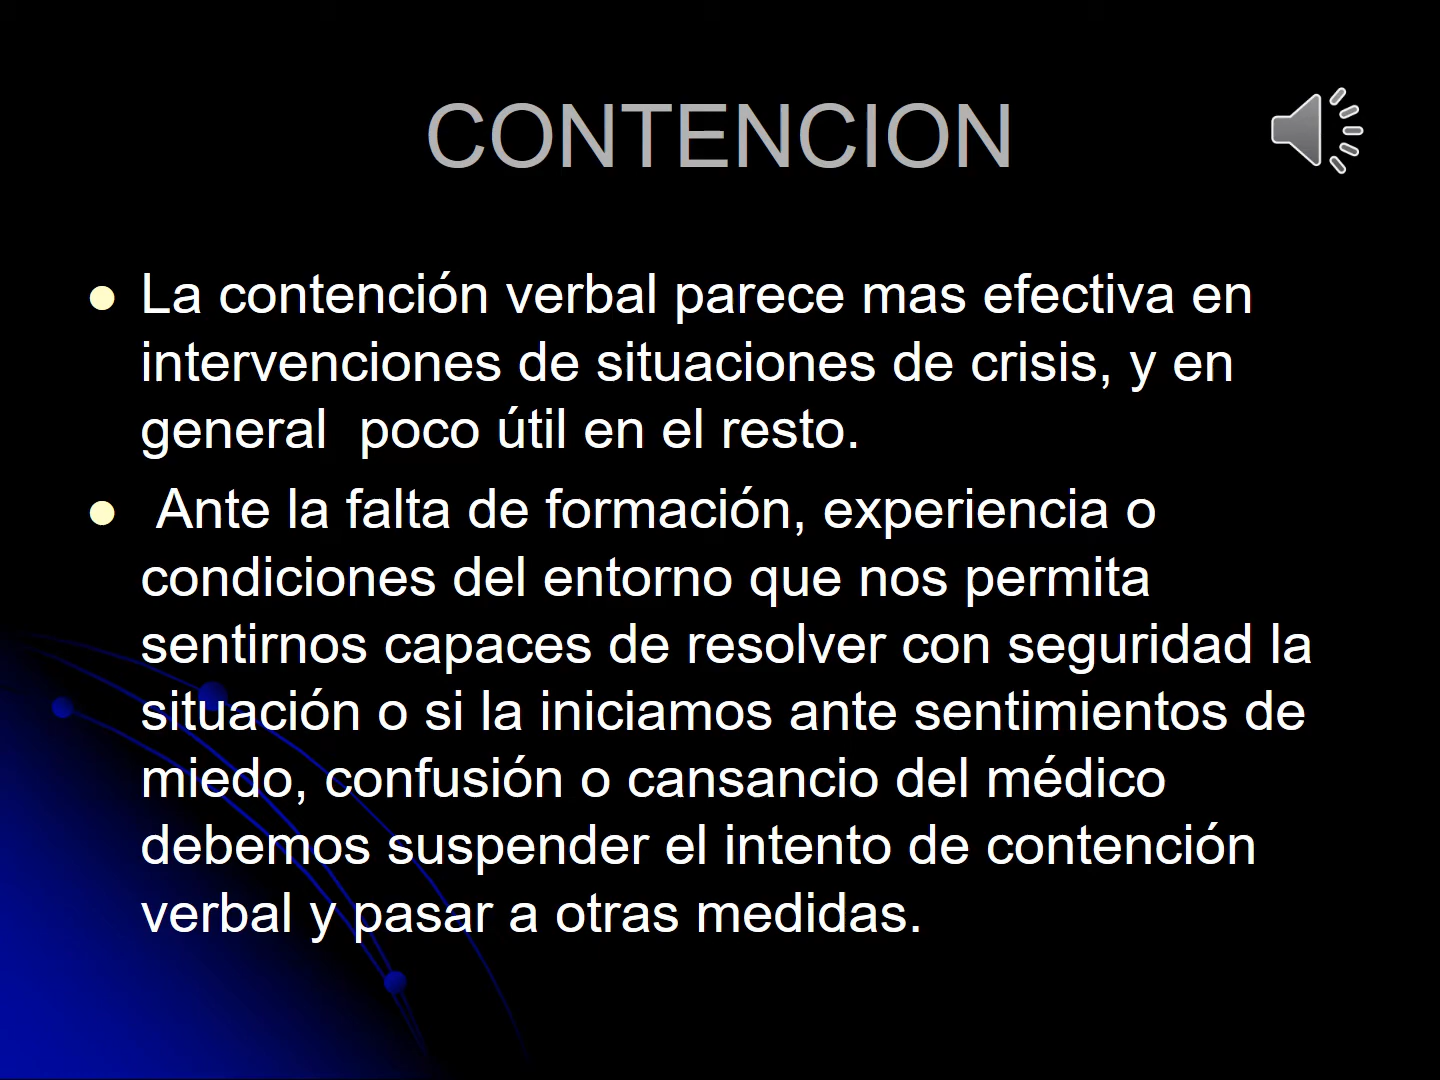 CONTENCION
La contención verbal parece mas efectiva en
intervenciones de situaciones de crisis, y en
general  poco útil en el resto.
Ante la falta de formación, experiencia o
condiciones del entorno que nos permita
sentirnos capaces de resolver con seguridad la
situación o si la iniciamos ante sentimientos de
miedo, confusión o cansancio del médico
debemos suspender el intento de contención
verbal y pasar a otras medidas.